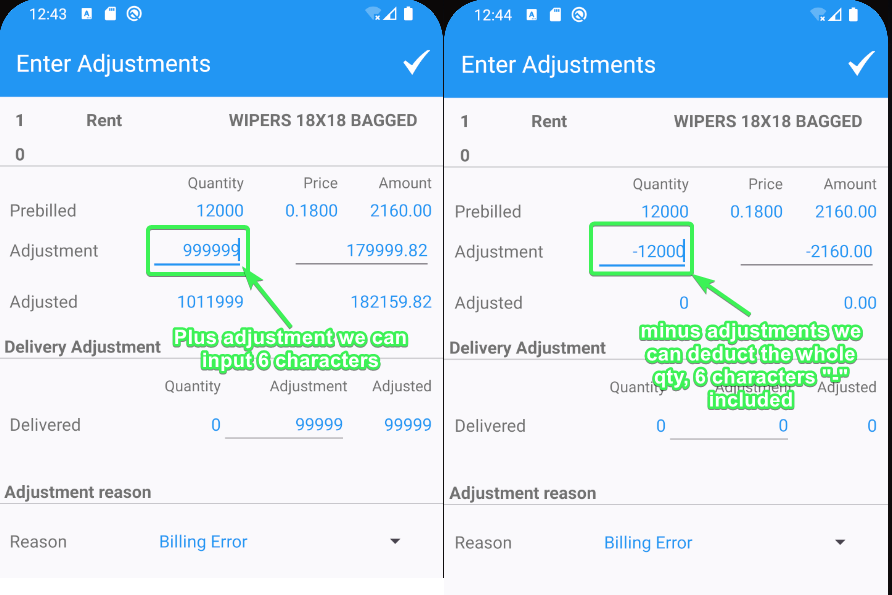 12:43
Enter Adjustments
1 Rent WIPERS 18X18 BAGGED
0
Quantity Price Amount
Prebilled 12000 0.1800 2160.00
Adjustment 999999 179999.82
Adjusted 1011999 182159.82
Plus adjustment we can
input 6 characters
Delivery Adjustment
Quantity Adjustment Adjusted
Delivered 0 99999 99999
Adjustment reason
Reason Billing Error
12:44
Enter Adjustments
1 Rent WIPERS 18X18 BAGGED
0
Quantity Price Amount
Prebilled 12000 0.1800 2160.00
Adjustment -12000 -2160.00
Adjusted 0 0.00
minus adjustments we
can deduct the whole
qty, 6 characters "-"
included
Delivery Adjustment
Quantity Adjustment Adjusted
Delivered 0 0 0
Adjustment reason
Reason Billing Error